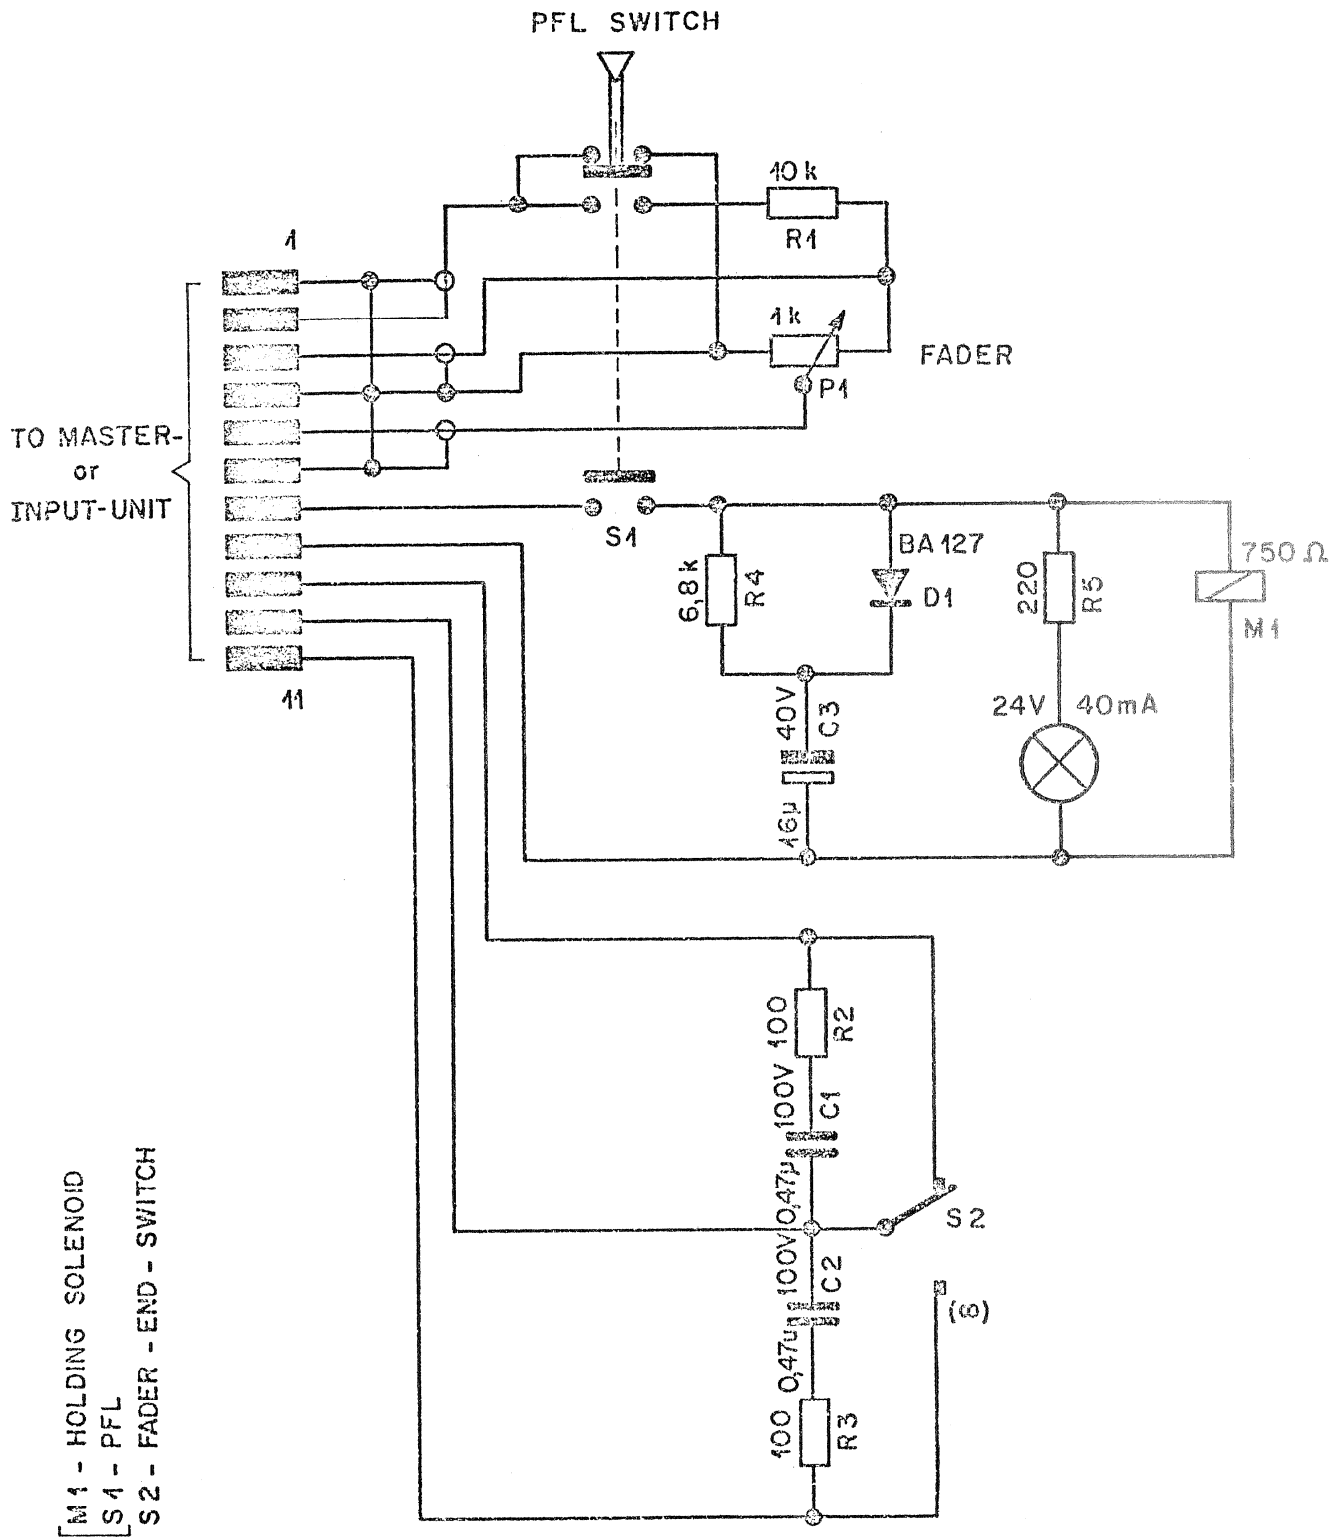 PFL SWITCH
10 k
R1
1
1 k
FADER
P1
TO MASTER-
or
INPUT-UNIT
S1
BA 127
750 Ω
6,8 k
R4
D1
220
R5
M1
11
40V
C3
24V 40mA
16µ
100
R2
100V
C1
0,47µ
S2
100V
C2
(∞)
0,47µ
100
R3
M1 - HOLDING SOLENOID
S1 - PFL
S2 - FADER - END - SWITCH